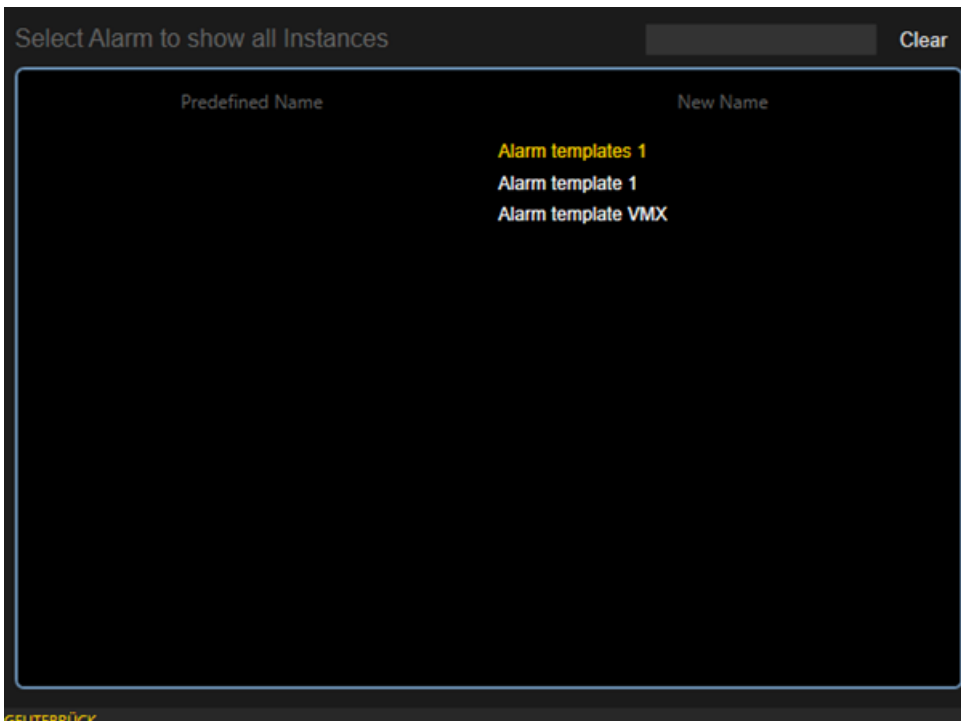 Select Alarm to show all Instances Clear
Predefined Name New Name
Alarm templates 1
Alarm template 1
Alarm template VMX
GEUTEBRÜCK